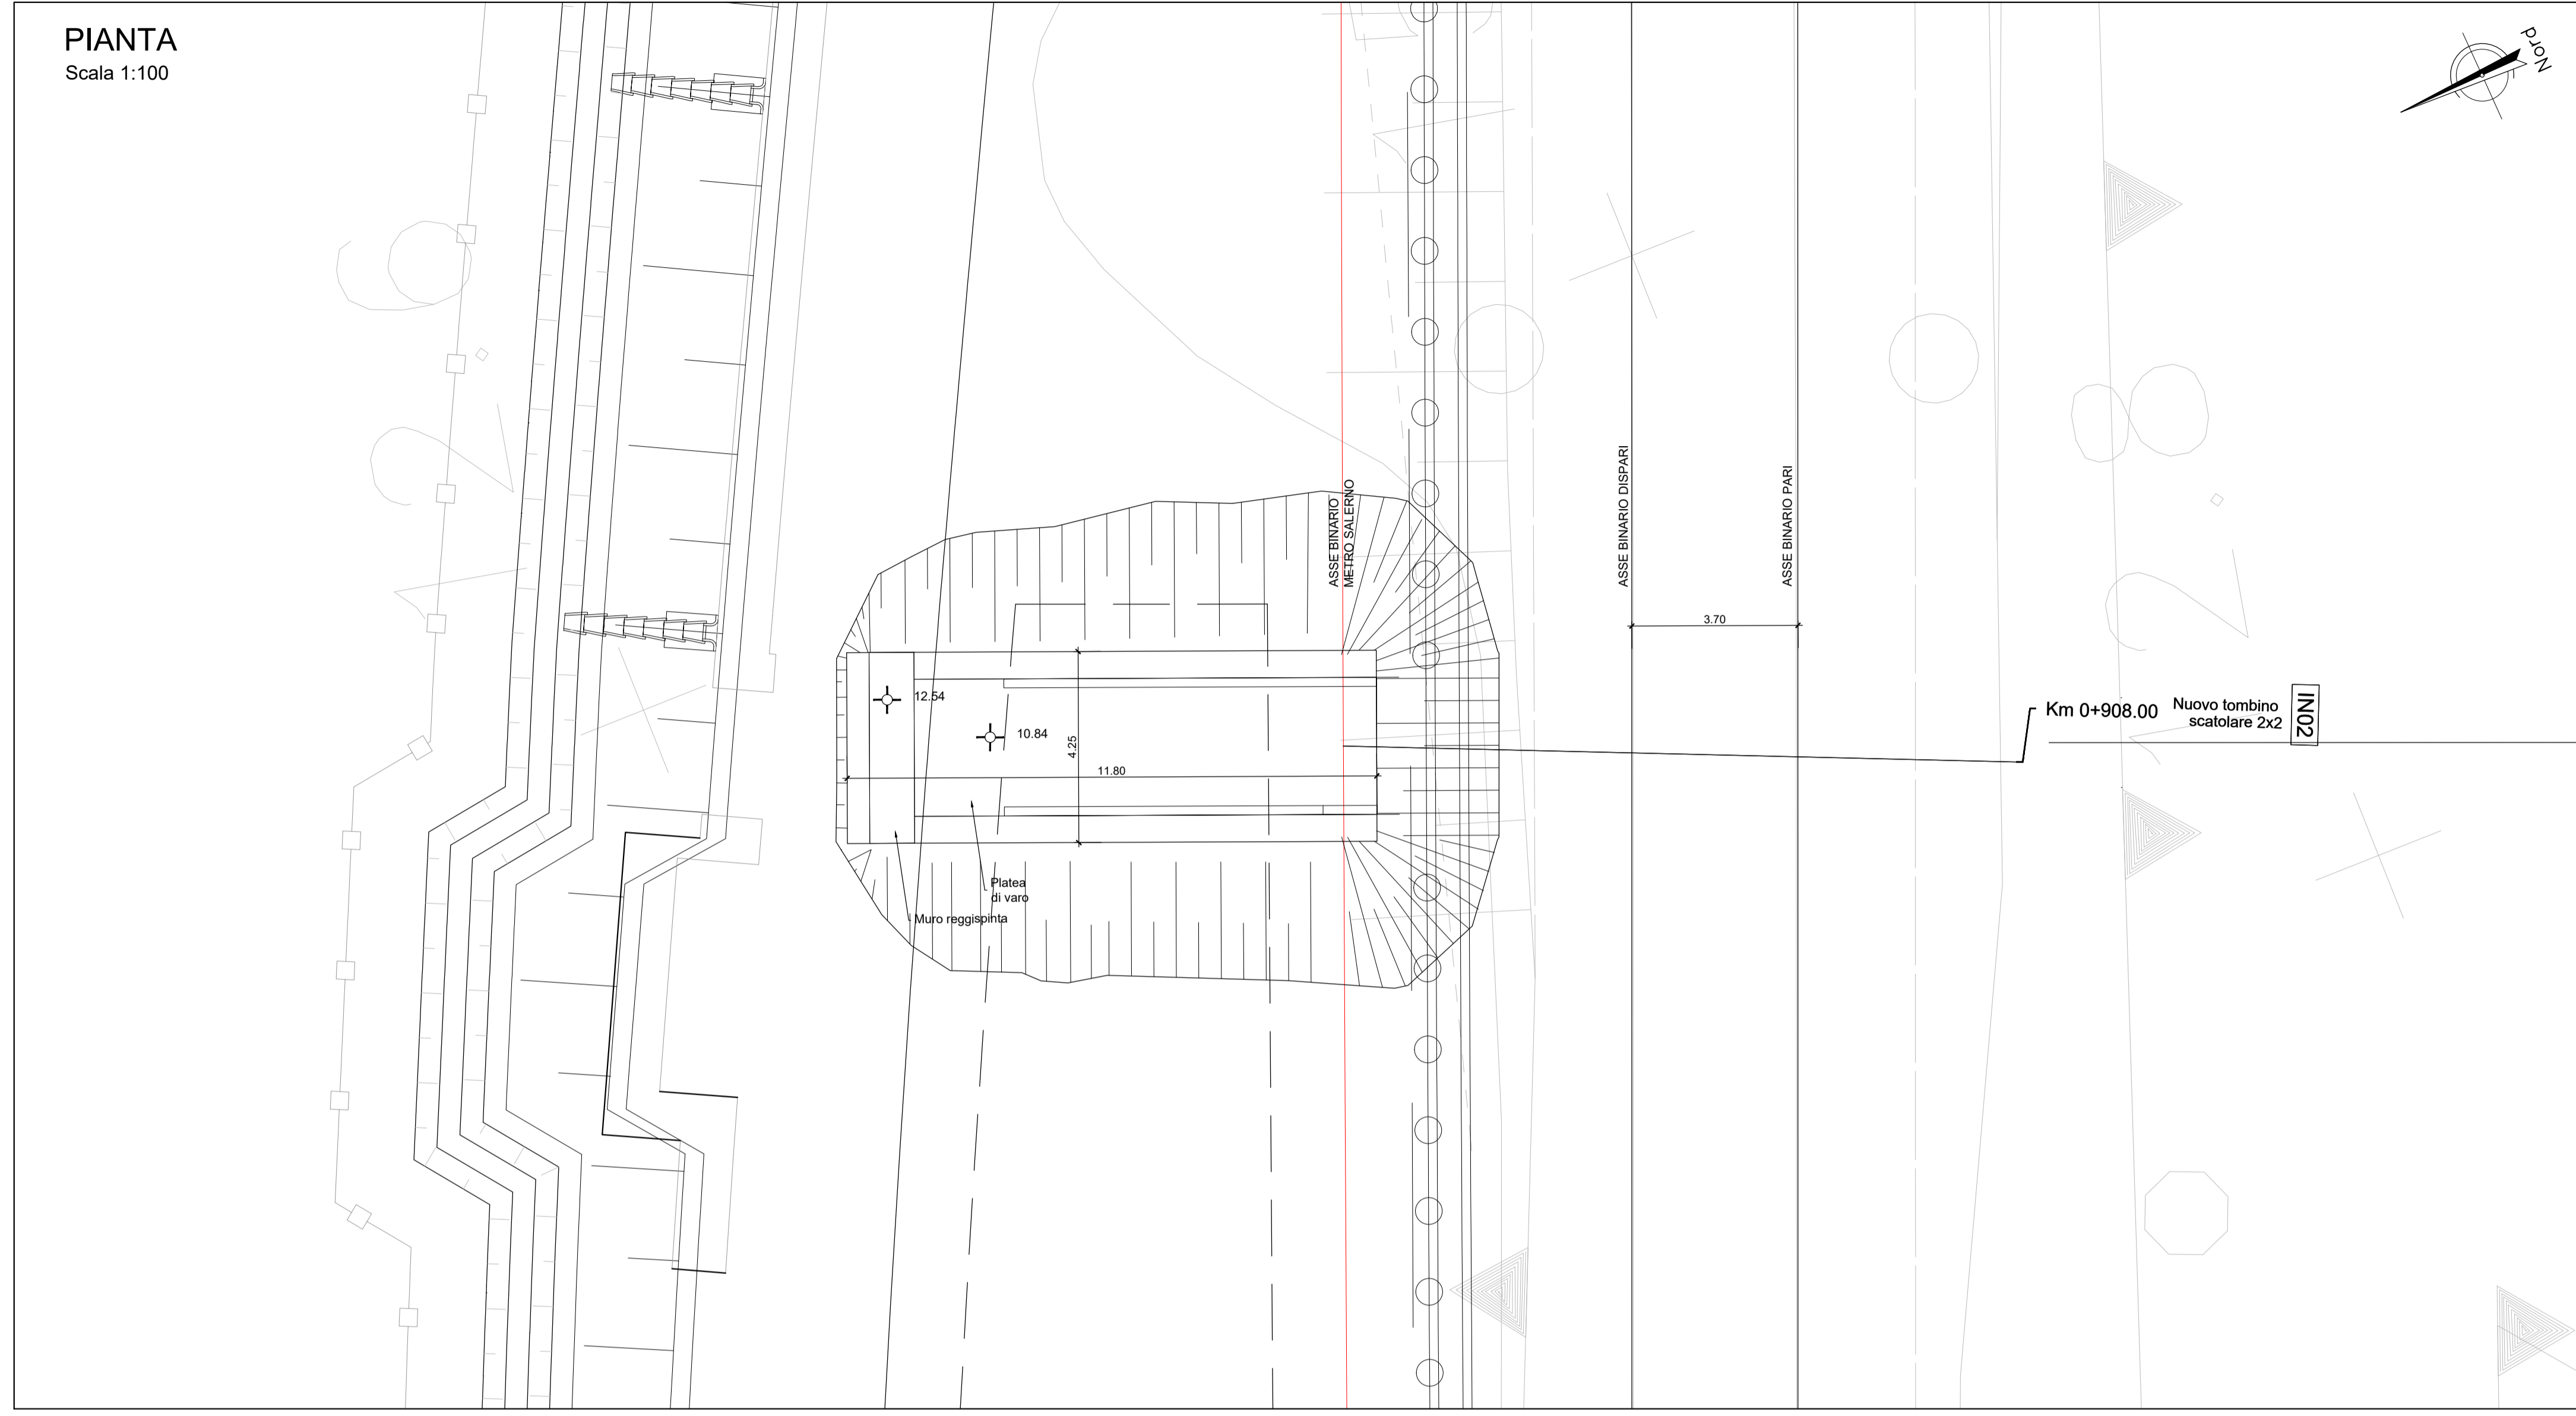 PIANTA
Scala 1:100
Nord
ASSE BINARIO
METRO SALERNO
ASSE BINARIO DISPARI
ASSE BINARIO PARI
3.70
12.54
10.84
4.25
11.80
Km 0+908.00
Nuovo tombino
scatolare 2x2
IN02
Platea
di varo
Muro reggispinta